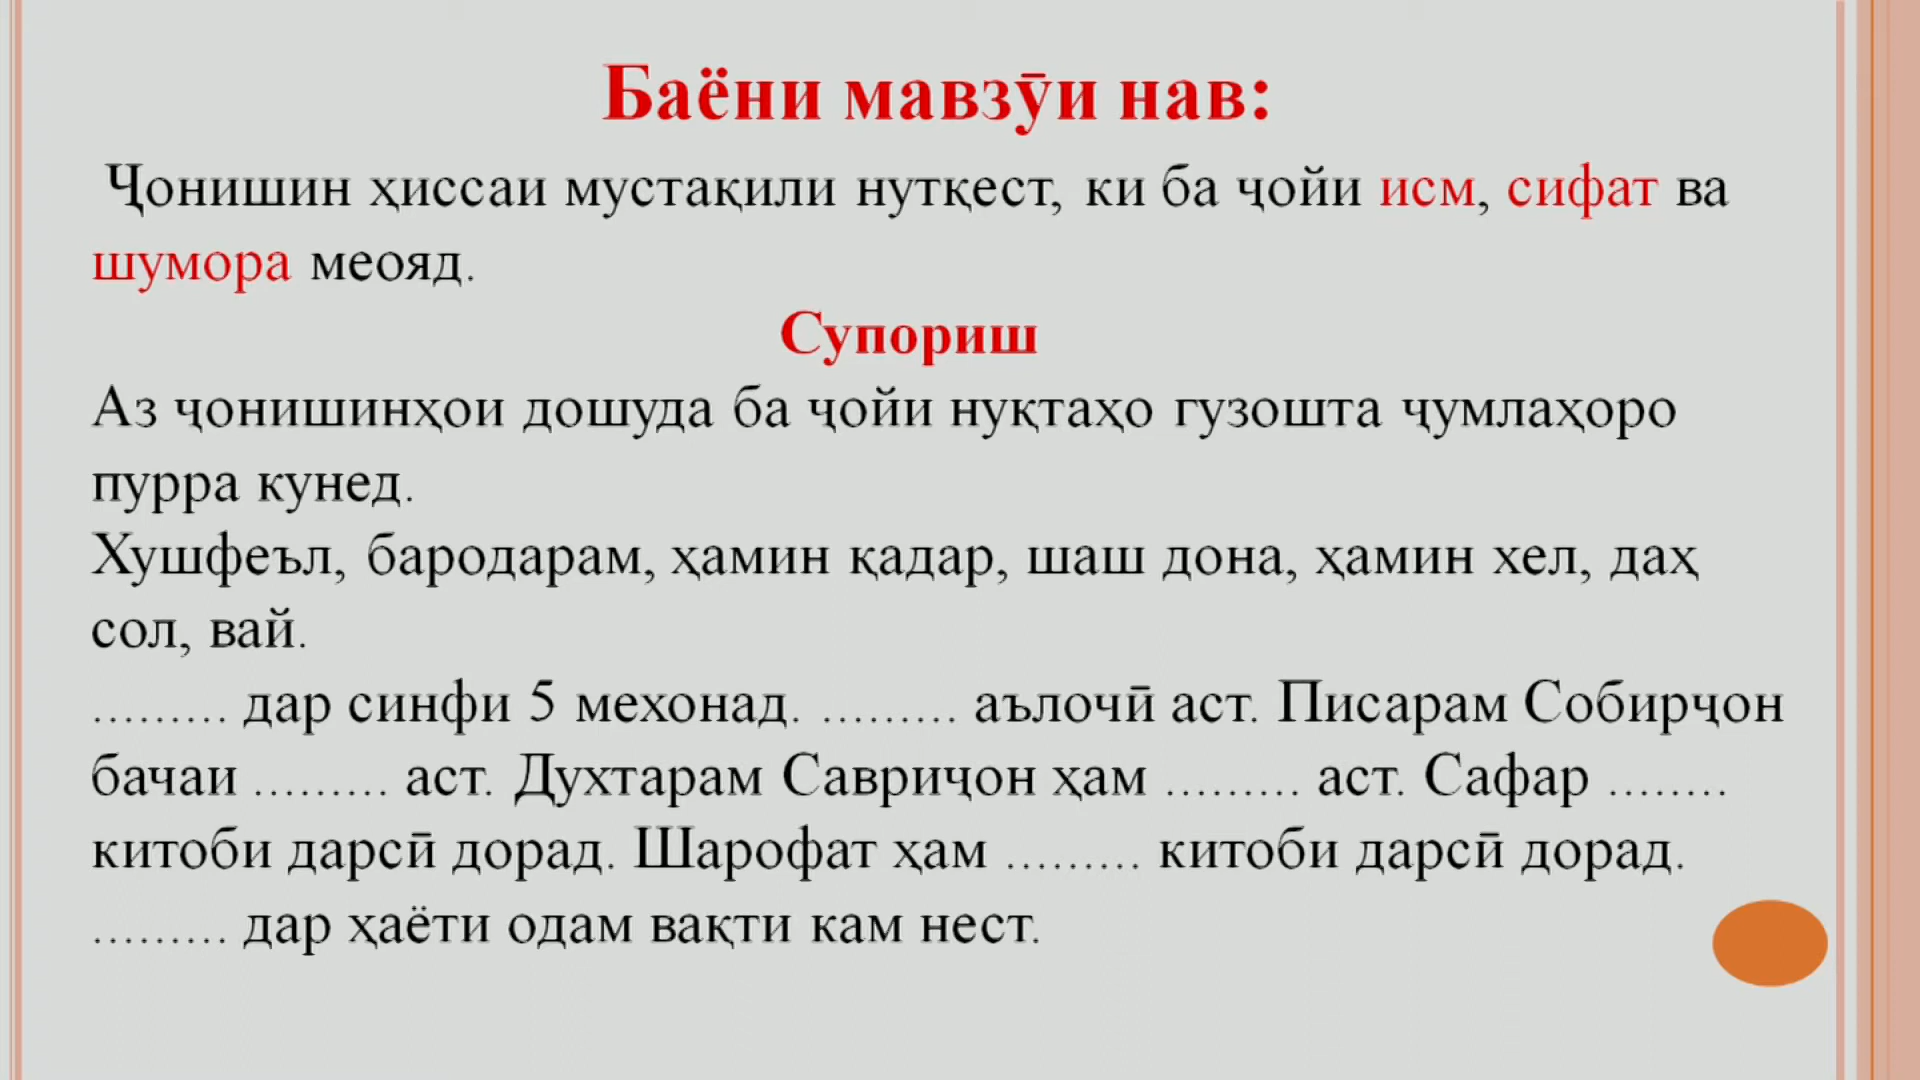 Баёни мавзӯи нав:
Ҷонишин ҳиссаи мустақили нутқест, ки ба ҷойи исм, сифат ва
шумора меояд.
Супориш
Аз ҷонишинҳои дошуда ба ҷойи нуқтаҳо гузошта ҷумлаҳоро
пурра кунед.
Хушфеъл, бародарам, ҳамин қадар, шаш дона, ҳамин хел, даҳ
сол, вай.
......... дар синфи 5 мехонад. ......... аълочӣ аст. Писарам Собирҷон
бачаи ......... аст. Духтарам Савриҷон ҳам ......... аст. Сафар ........
китоби дарсӣ дорад. Шарофат ҳам ......... китоби дарсӣ дорад.
......... дар ҳаёти одам вақти кам нест.